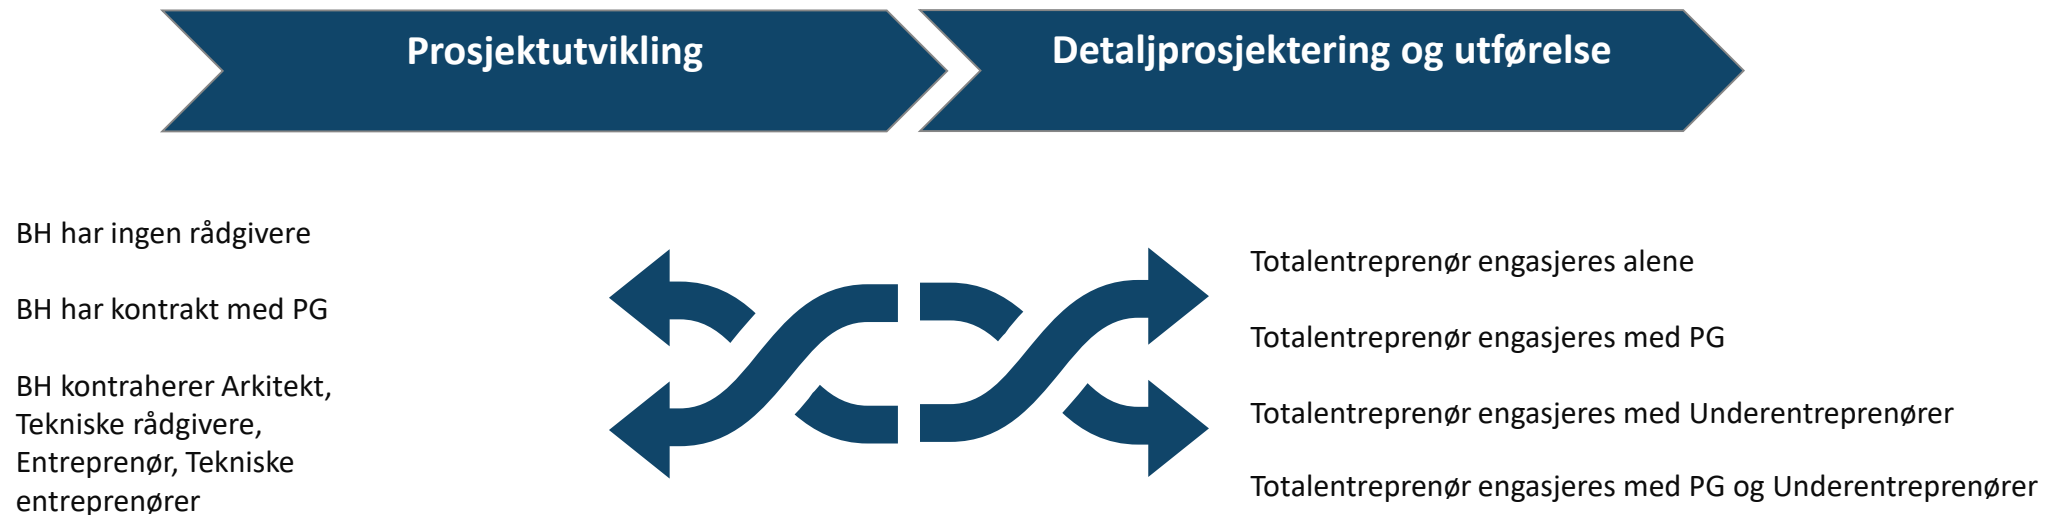 Prosjektutvikling
Detaljprosjektering og utførelse
BH har ingen rådgivere
BH har kontrakt med PG
BH kontraherer Arkitekt,
Tekniske rådgivere,
Entreprenør, Tekniske
entreprenører
Totalentreprenør engasjeres alene
Totalentreprenør engasjeres med PG
Totalentreprenør engasjeres med Underentreprenører
Totalentreprenør engasjeres med PG og Underentreprenører